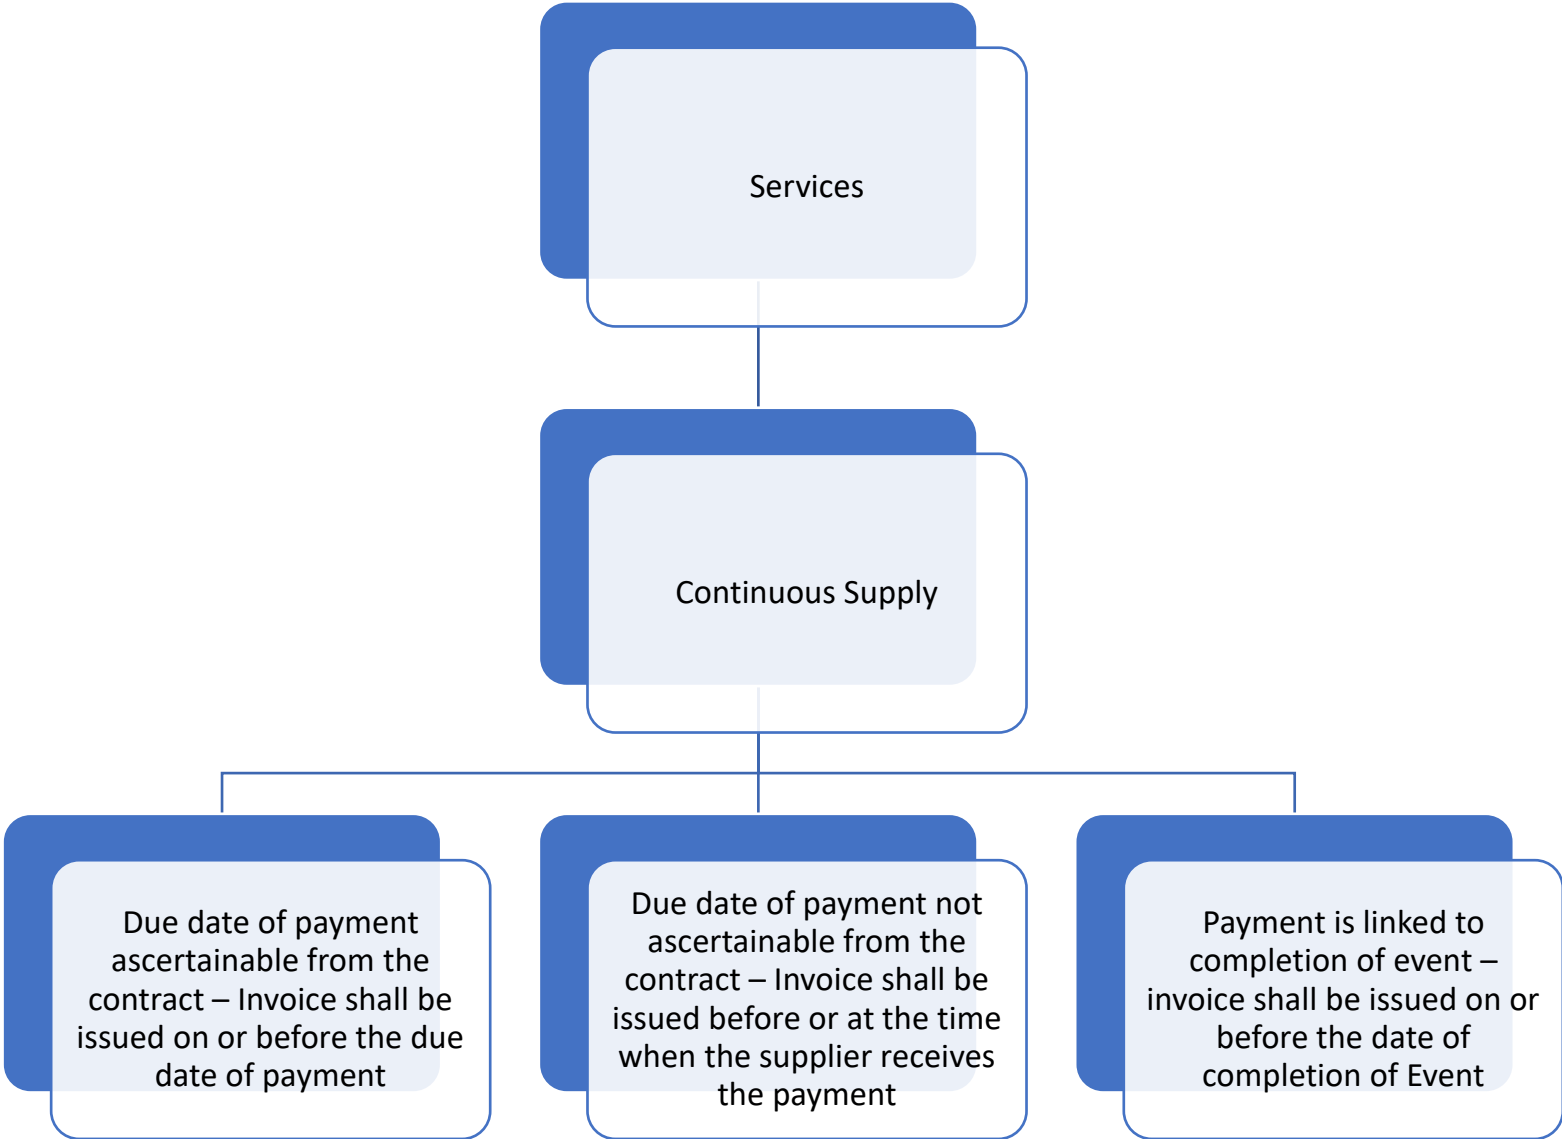 Services
Continuous Supply
Due date of payment
ascertainable from the
contract – Invoice shall be
issued on or before the due
date of payment
Due date of payment not
ascertainable from the
contract – Invoice shall be
issued before or at the time
when the supplier receives
the payment
Payment is linked to
completion of event –
invoice shall be issued on or
before the date of
completion of Event